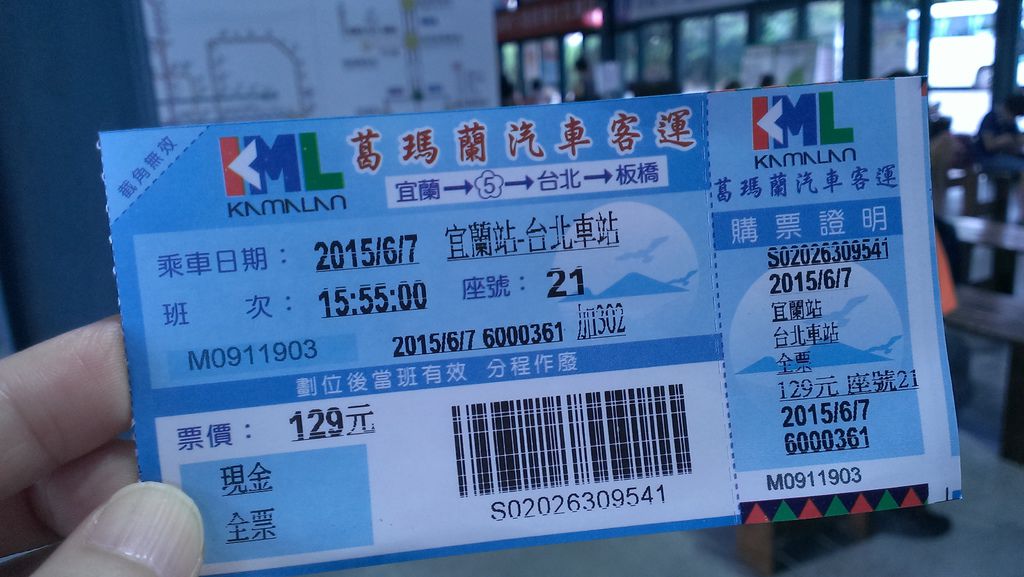 截角無效
KML
KAMALAN
葛瑪蘭汽車客運
宜蘭→5→台北→板橋
乘車日期： 2015/6/7 宜蘭站-台北車站
班 次： 15:55:00 座號： 21
M0911903 2015/6/7 6000361 加302
劃位後當班有效 分程作廢
票價： 129元
現金
全票
S02026309541
KML
KAMALAN
葛瑪蘭汽車客運
購票證明
S02026309541
2015/6/7
宜蘭站
台北車站
全票
129元 座號21
2015/6/7
6000361
M0911903